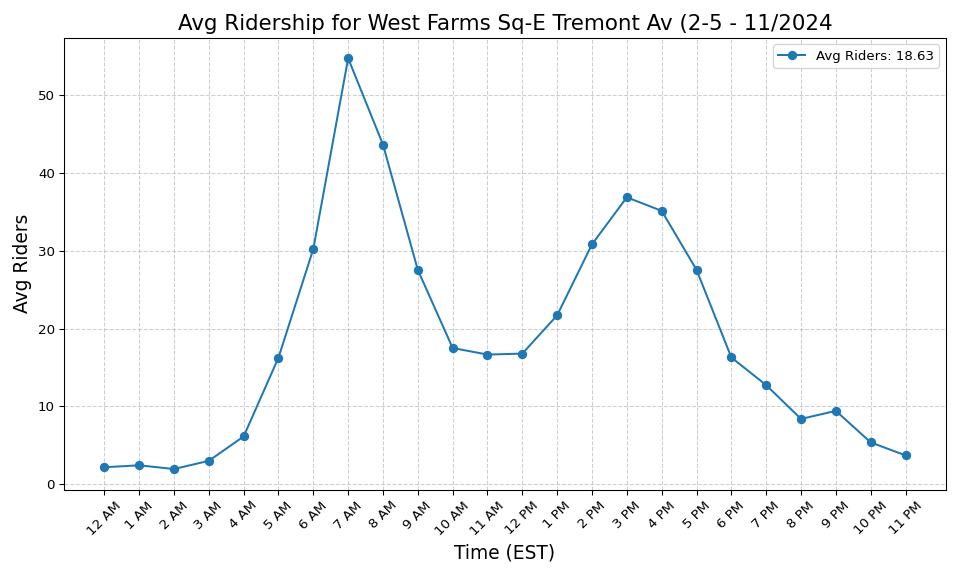 Avg Ridership for West Farms Sq-E Tremont Av (2-5 - 11/2024
Avg Riders: 18.63
Avg Riders
50
40
30
20
10
0
12 AM
1 AM
2 AM
3 AM
4 AM
5 AM
6 AM
7 AM
8 AM
9 AM
10 AM
11 AM
12 PM
1 PM
2 PM
3 PM
4 PM
5 PM
6 PM
7 PM
8 PM
9 PM
10 PM
11 PM
Time (EST)